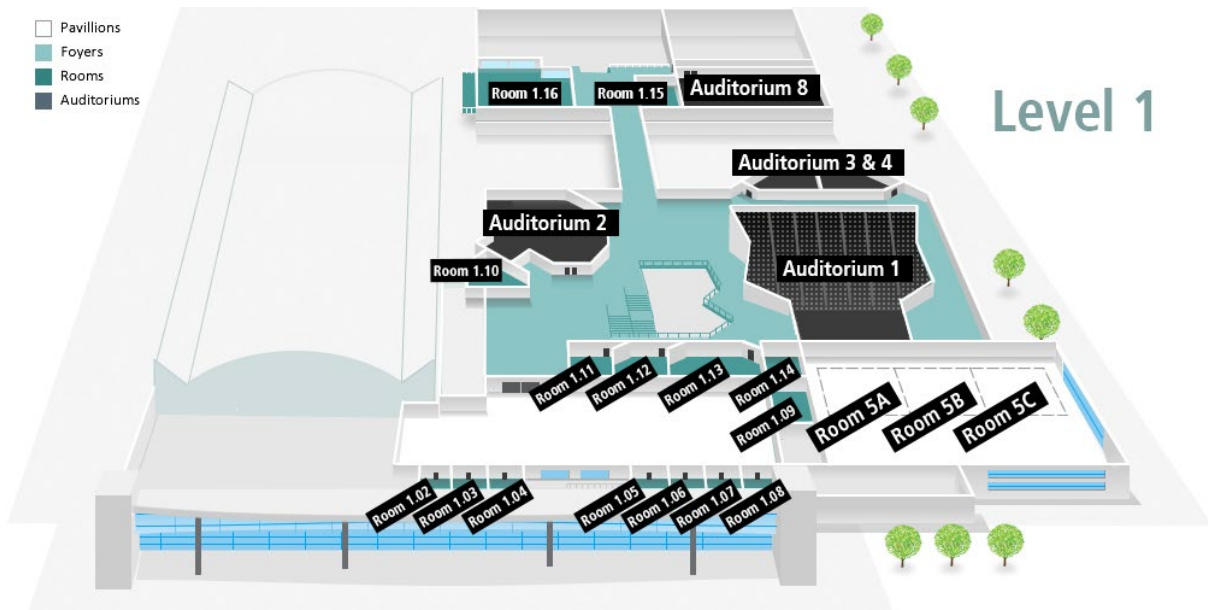 Pavillions
Foyers
Rooms
Auditoriums
Level 1
Room 1.16
Room 1.15
Auditorium 8
Auditorium 3 & 4
Auditorium 2
Room 1.10
Auditorium 1
Room 1.11
Room 1.12
Room 1.13
Room 1.14
Room 1.09
Room 5A
Room 5B
Room 5C
Room 1.02
Room 1.03
Room 1.04
Room 1.05
Room 1.06
Room 1.07
Room 1.08